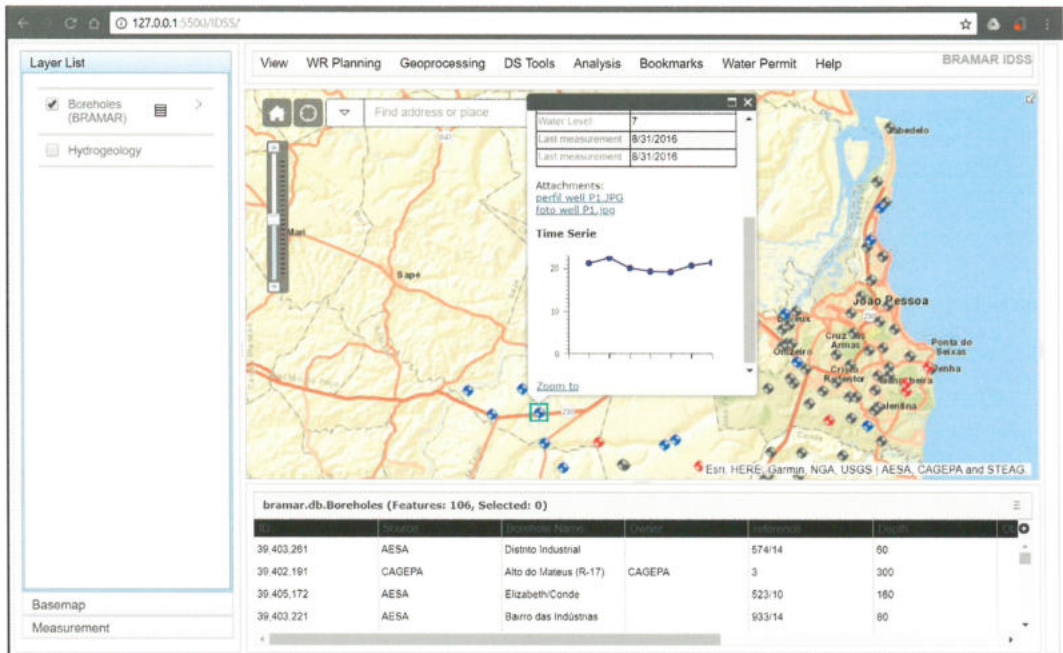 127.0.0.1:5500/IDSS/
Layer List
Boreholes
(BRAMAR)
Hydrogeology
Basemap
Measurement
View WR Planning Geoprocessing DS Tools Analysis Bookmarks Water Permit Help
BRAMAR IDSS
Find address or place
Water Level 7
Last measurement 8/31/2016
Last measurement 8/31/2016
Attachments:
perfil well P1.JPG
foto well P1.jpg
Time Serie
20
10
0
Zoom to
Mari
Sapé
230
João Pessoa
230
Cruz das
Armas
Ponta do
Seixas
Cristo
Redentor
Conde
Esri, HERE, Garmin, NGA, USGS | AESA, CAGEPA and STEAG.
bramar.db.Boreholes (Features: 106, Selected: 0)
ID Source Borehole Name Owner reference Depth
39.403.261 AESA Distrito Industrial 574/14 60
39.402.191 CAGEPA Alto do Mateus (R-17) CAGEPA 3 300
39.405.172 AESA Elizabeth/Conde 523/10 160
39.403.221 AESA Bairro das Indústrias 933/14 80